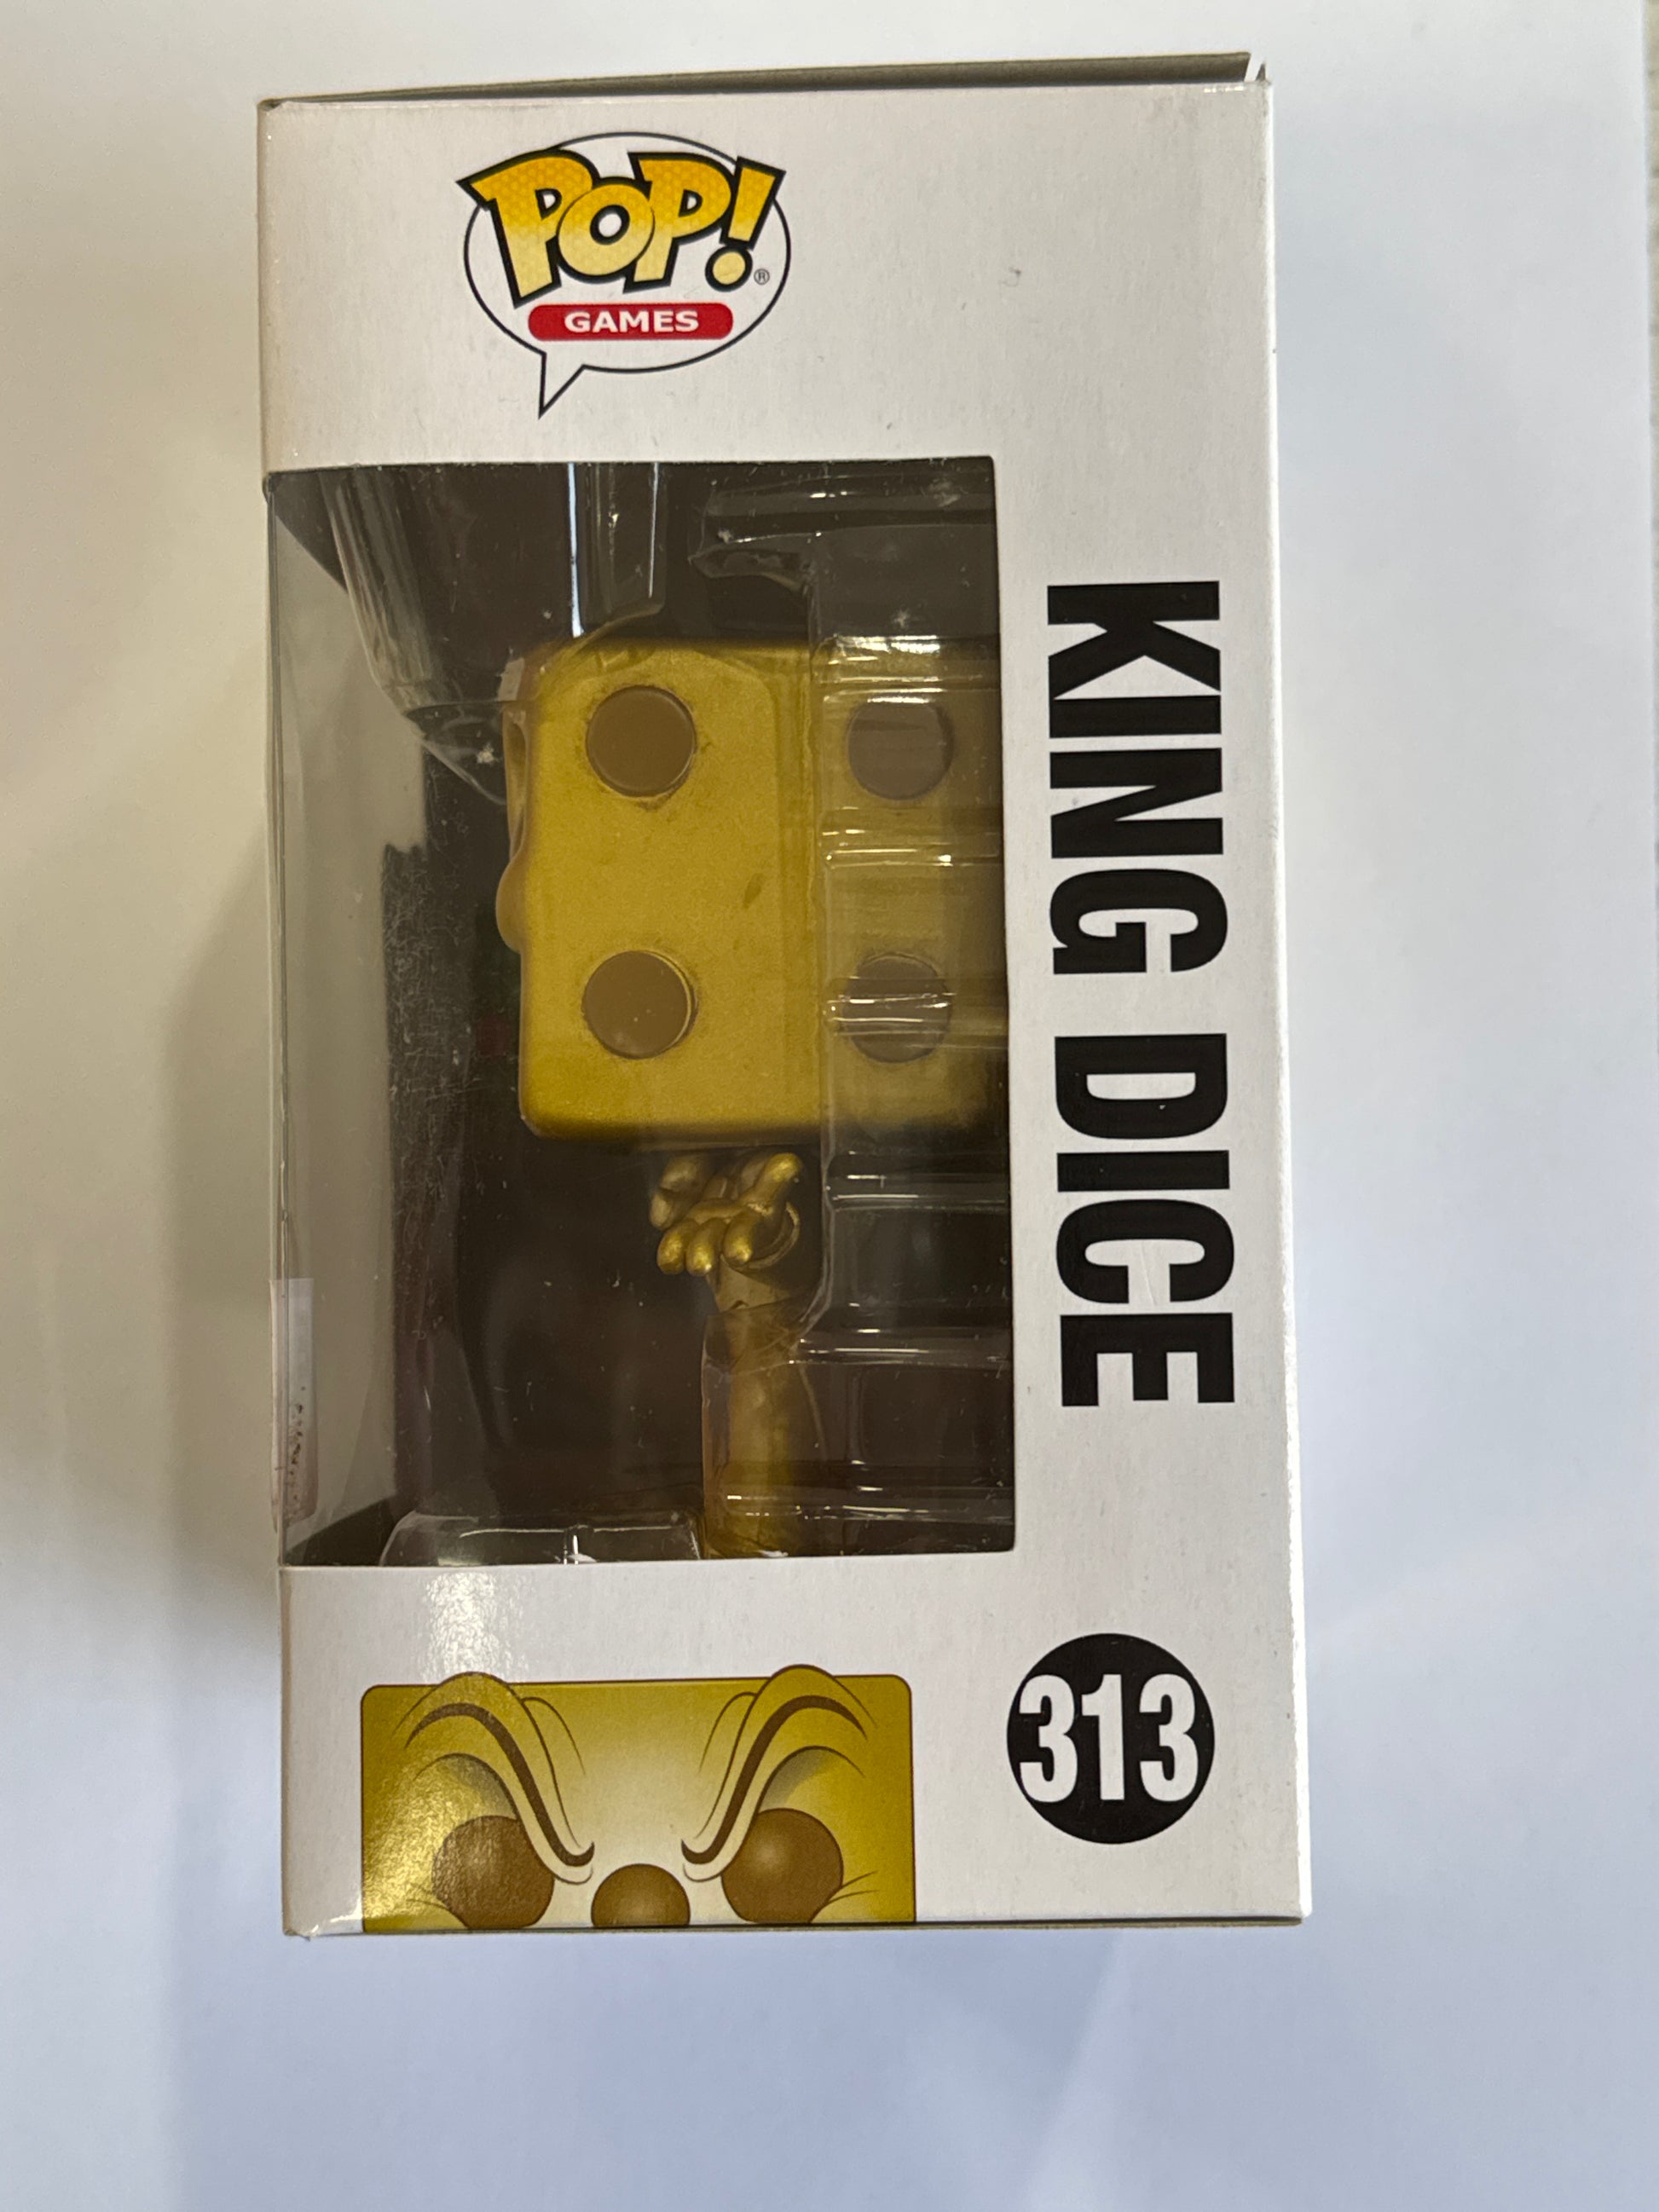 POP!®
GAMES
KING DICE
313